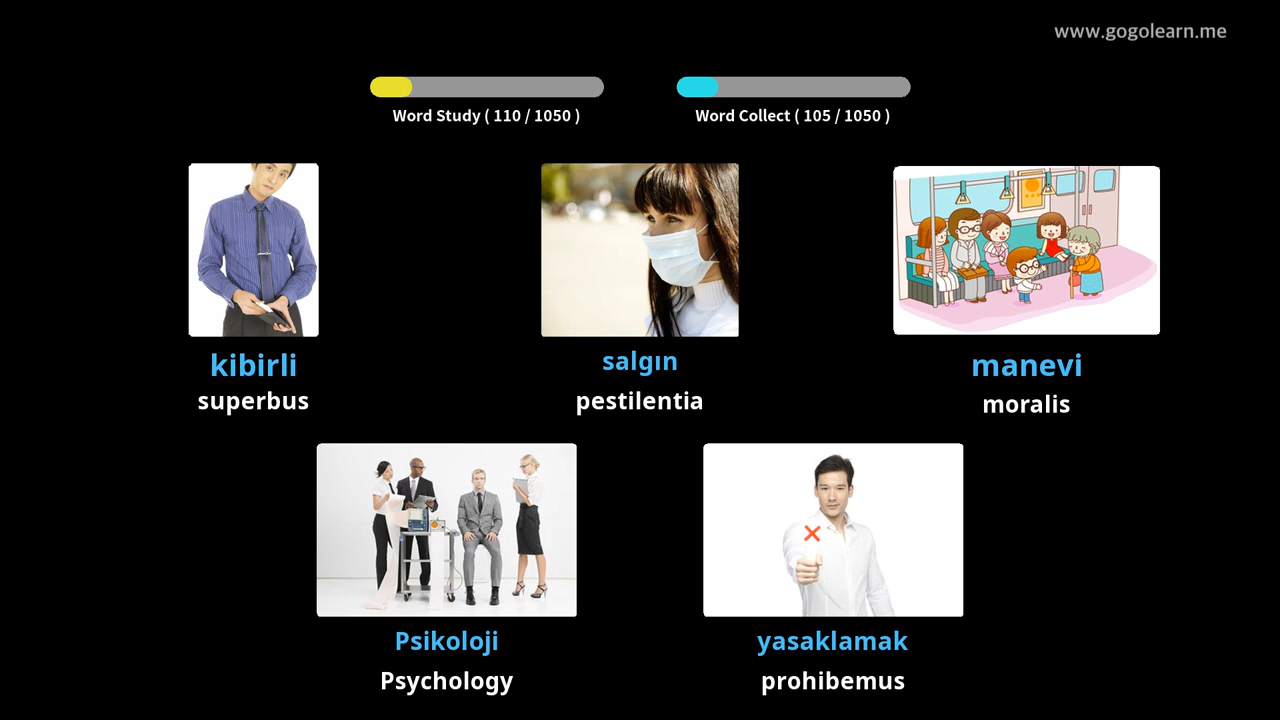 www.gogolearn.me
Word Study ( 110 / 1050 )
Word Collect ( 105 / 1050 )
kibirli
superbus
salgın
pestilentia
manevi
moralis
Psikoloji
Psychology
yasaklamak
prohibemus